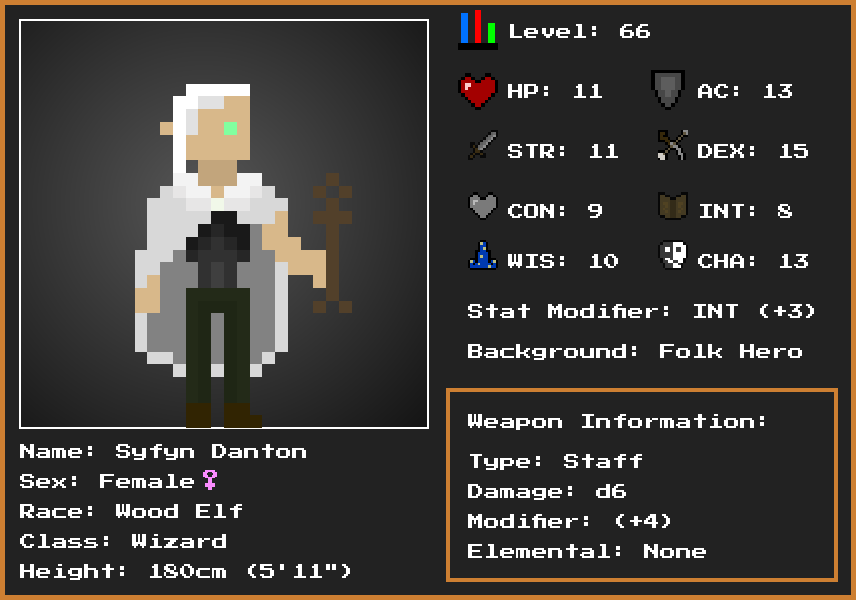 Level: 66
HP: 11 AC: 13
STR: 11 DEX: 15
CON: 9 INT: 8
WIS: 10 CHA: 13
Stat Modifier: INT (+3)
Background: Folk Hero
Weapon Information:
Type: Staff
Damage: d6
Modifier: (+4)
Elemental: None
Name: Syfyn Danton
Sex: Female♀
Race: Wood Elf
Class: Wizard
Height: 180cm (5'11")